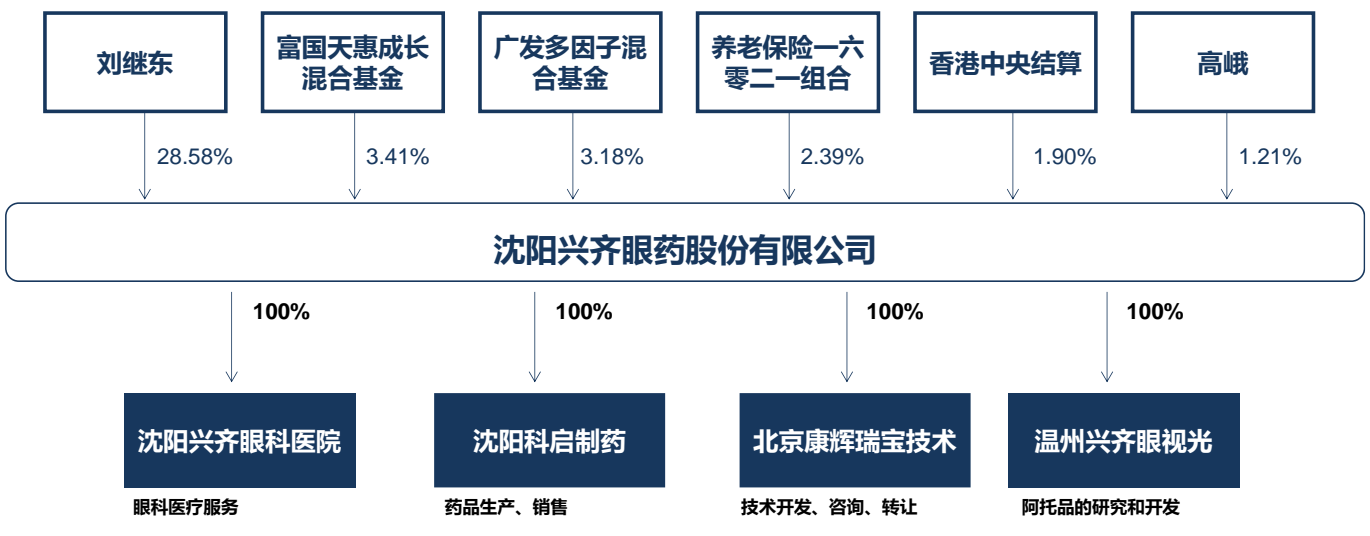 刘继东
富国天惠成长
混合基金
广发多因子混
合基金
养老保险一六
零二一组合
香港中央结算
高峨
28.58%
3.41%
3.18%
2.39%
1.90%
1.21%
沈阳兴齐眼药股份有限公司
100%
100%
100%
100%
沈阳兴齐眼科医院
沈阳科启制药
北京康辉瑞宝技术
温州兴齐眼视光
眼科医疗服务
药品生产、销售
技术开发、咨询、转让
阿托品的研究和开发